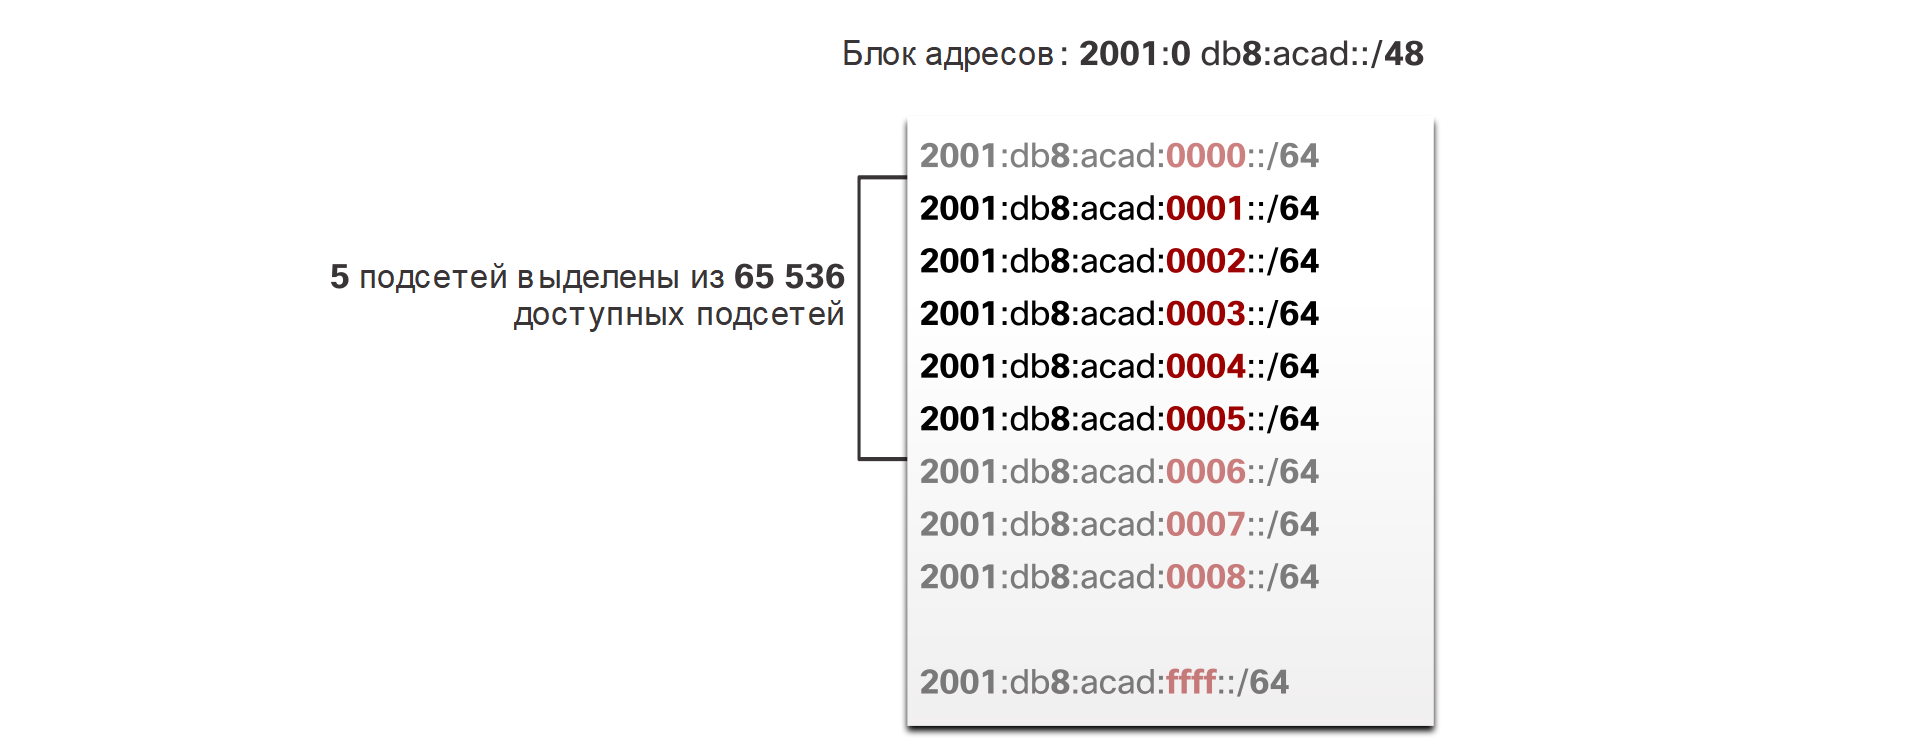 Блок адресов: 2001:0 db8:acad::/48
2001:db8:acad:0000::/64
2001:db8:acad:0001::/64
2001:db8:acad:0002::/64
5 подсетей выделены из 65 536
доступных подсетей
2001:db8:acad:0003::/64
2001:db8:acad:0004::/64
2001:db8:acad:0005::/64
2001:db8:acad:0006::/64
2001:db8:acad:0007::/64
2001:db8:acad:0008::/64
2001:db8:acad:ffff::/64